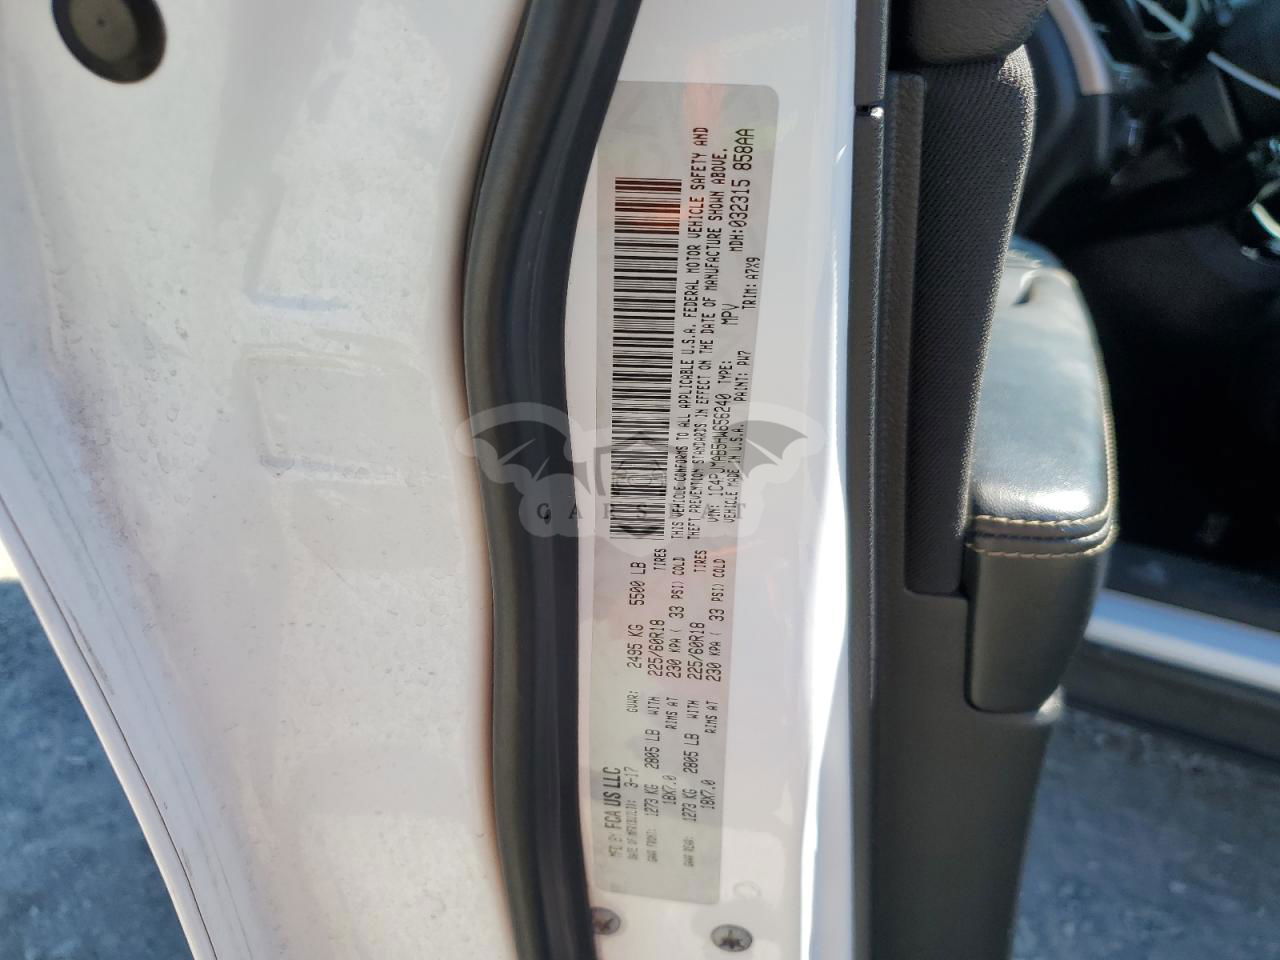 MFD BY FCA US LLC
DATE OF MFR: 3-17 GVWR: 2495 KG 5500 LB
GAWR FRONT: 1273 KG 2805 LB WITH 225/60R18 TIRES
18X7.0 RIMS AT 230 KPA ( 33 PSI) COLD
GAWR REAR: 1273 KG 2805 LB WITH 225/60R18 TIRES
18X7.0 RIMS AT 230 KPA ( 33 PSI) COLD
THIS VEHICLE CONFORMS TO ALL APPLICABLE U.S.A. FEDERAL MOTOR VEHICLE SAFETY AND
THEFT PREVENTION STANDARDS IN EFFECT ON THE DATE OF MANUFACTURE SHOWN ABOVE.
VIN: 1C4PJMAB5HW656240 TYPE: MPV MDH:032315 858AA
VEHICLE MADE IN U.S.A. PAINT: PW7 TRIM: A7X9